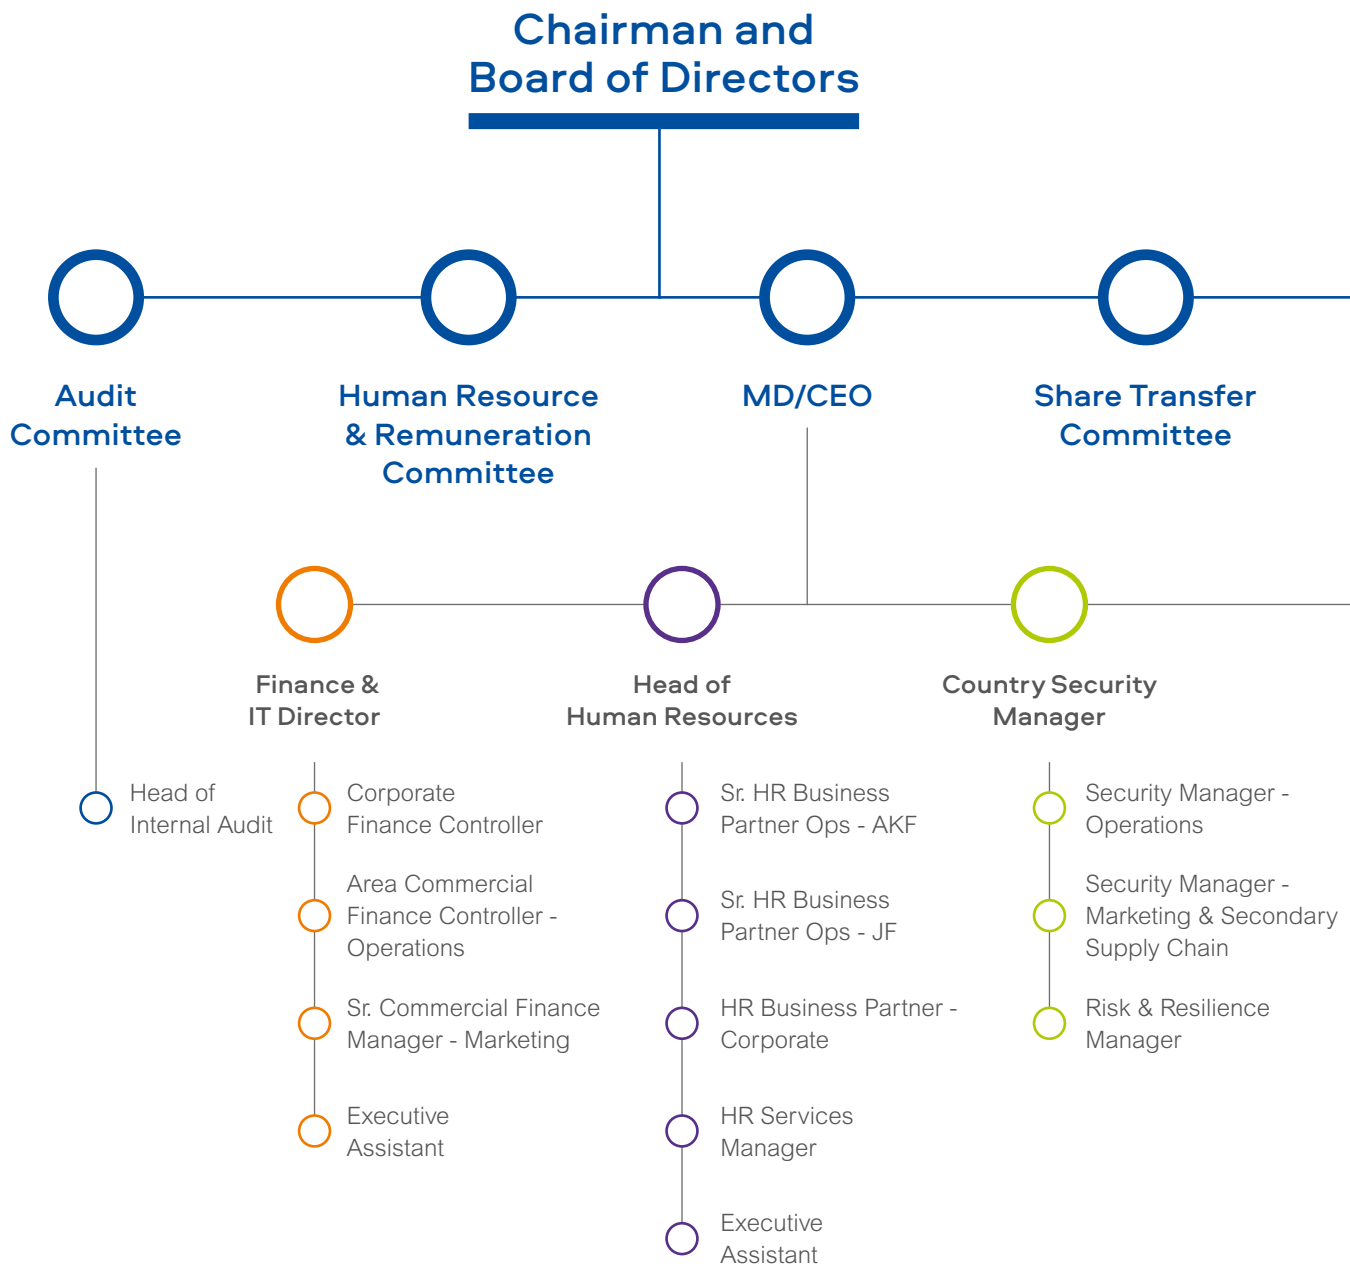 Chairman and
Board of Directors
Audit
Committee
Human Resource
& Remuneration
Committee
MD/CEO
Share Transfer
Committee
Finance &
IT Director
Head of
Human Resources
Country Security
Manager
Head of
Internal Audit
Corporate
Finance Controller
Area Commercial
Finance Controller -
Operations
Sr. Commercial Finance
Manager - Marketing
Executive
Assistant
Sr. HR Business
Partner Ops - AKF
Sr. HR Business
Partner Ops - JF
HR Business Partner -
Corporate
HR Services
Manager
Executive
Assistant
Security Manager -
Operations
Security Manager -
Marketing & Secondary
Supply Chain
Risk & Resilience
Manager